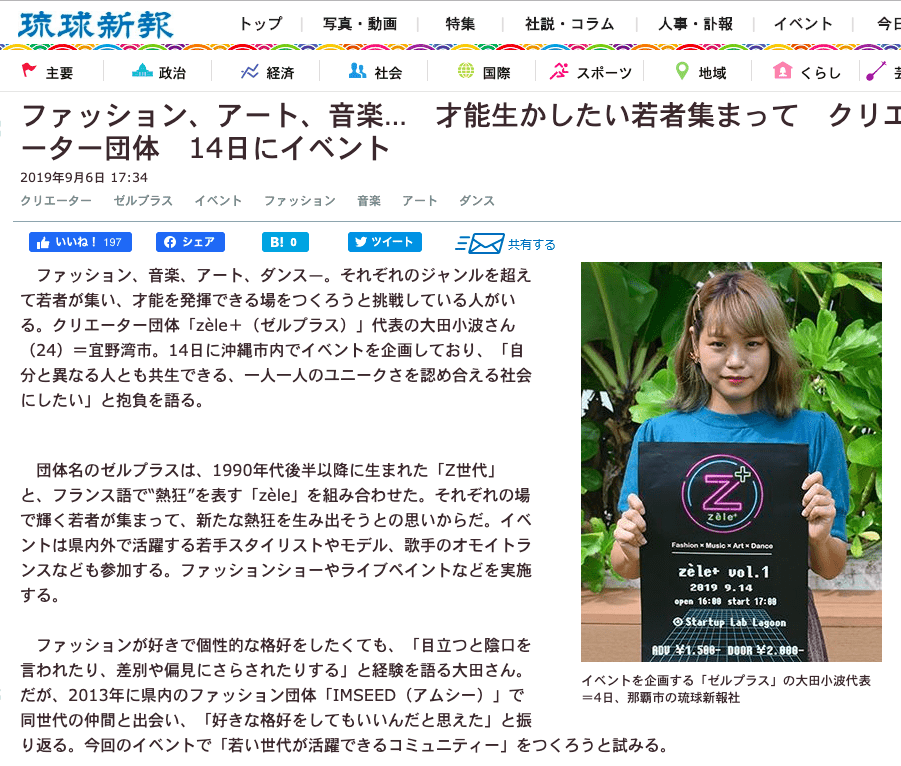 琉球新報
トップ 写真・動画 特集 社説・コラム 人事・訃報 イベント 今日
主要 政治 経済 社会 国際 スポーツ 地域 くらし 芸
ファッション、アート、音楽… 才能生かしたい若者集まって クリエ
ーター団体 14日にイベント
2019年9月6日 17:34
クリエーター ゼルプラス イベント ファッション 音楽 アート ダンス
いいね! 197 シェア B! 0 ツイート 共有する
ファッション、音楽、アート、ダンス―。それぞれのジャンルを超え
て若者が集い、才能を発揮できる場をつくろうと挑戦している人がい
る。クリエーター団体「zèle+(ゼルプラス)」代表の大田小波さん
(24)=宜野湾市。14日に沖縄市内でイベントを企画しており、「自
分と異なる人とも共生できる、一人一人のユニークさを認め合える社会
にしたい」と抱負を語る。
団体名のゼルプラスは、1990年代後半以降に生まれた「Z世代」
と、フランス語で“熱狂”を表す「zèle」を組み合わせた。それぞれの場
で輝く若者が集まって、新たな熱狂を生み出そうとの思いからだ。イベ
ントは県内外で活躍する若手スタイリストやモデル、歌手のオモイトラ
ンスなども参加する。ファッションショーやライブペイントなどを実施
する。
ファッションが好きで個性的な格好をしたくても、「目立つと陰口を
言われたり、差別や偏見にさらされたりする」と経験を語る大田さん。
だが、2013年に県内のファッション団体「IMSEED(アムシー)」で
同世代の仲間と出会い、「好きな格好をしてもいいんだと思えた」と振
り返る。今回のイベントで「若い世代が活躍できるコミュニティー」をつくろうと試みる。
Z+
zèle+
Fashion × Music × Art × Dance
zèle+ vol.1
2019 9.14
open 16:00 start 17:00
Startup Lab Lagoon
ADV ¥1,500- DOOR ¥2,000-
イベントを企画する「ゼルプラス」の大田小波代表
=4日、那覇市の琉球新報社